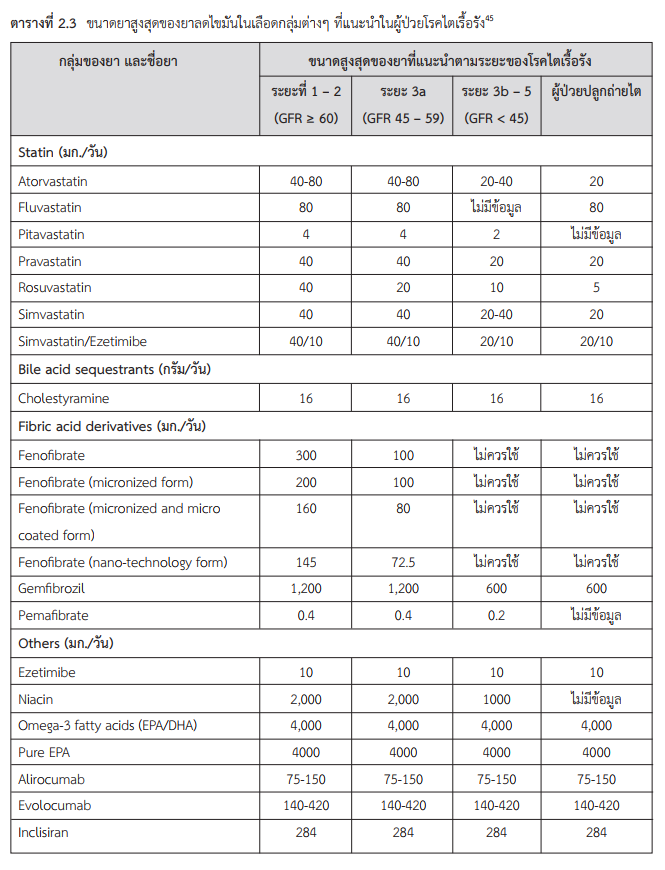 ตารางที่ 2.3 ขนาดยาสูงสุดของยาลดไขมันในเลือดกลุ่มต่างๆ ที่แนะนำในผู้ป่วยโรคไตเรื้อรัง45
กลุ่มของยา และชื่อยา ขนาดสูงสุดของยาที่แนะนำตามระยะของโรคไตเรื้อรัง
ระยะที่ 1 – 2 ระยะ 3a ระยะ 3b – 5 ผู้ป่วยปลูกถ่ายไต
(GFR ≥ 60) (GFR 45 – 59) (GFR < 45)
Statin (มก./วัน)
Atorvastatin 40-80 40-80 20-40 20
Fluvastatin 80 80 ไม่มีข้อมูล 80
Pitavastatin 4 4 2 ไม่มีข้อมูล
Pravastatin 40 40 20 20
Rosuvastatin 40 20 10 5
Simvastatin 40 40 20-40 20
Simvastatin/Ezetimibe 40/10 40/10 20/10 20/10
Bile acid sequestrants (กรัม/วัน)
Cholestyramine 16 16 16 16
Fibric acid derivatives (มก./วัน)
Fenofibrate 300 100 ไม่ควรใช้ ไม่ควรใช้
Fenofibrate (micronized form) 200 100 ไม่ควรใช้ ไม่ควรใช้
Fenofibrate (micronized and micro 160 80 ไม่ควรใช้ ไม่ควรใช้
coated form)
Fenofibrate (nano-technology form) 145 72.5 ไม่ควรใช้ ไม่ควรใช้
Gemfibrozil 1,200 1,200 600 600
Pemafibrate 0.4 0.4 0.2 ไม่มีข้อมูล
Others (มก./วัน)
Ezetimibe 10 10 10 10
Niacin 2,000 2,000 1000 ไม่มีข้อมูล
Omega-3 fatty acids (EPA/DHA) 4,000 4,000 4,000 4,000
Pure EPA 4000 4000 4000 4000
Alirocumab 75-150 75-150 75-150 75-150
Evolocumab 140-420 140-420 140-420 140-420
Inclisiran 284 284 284 284